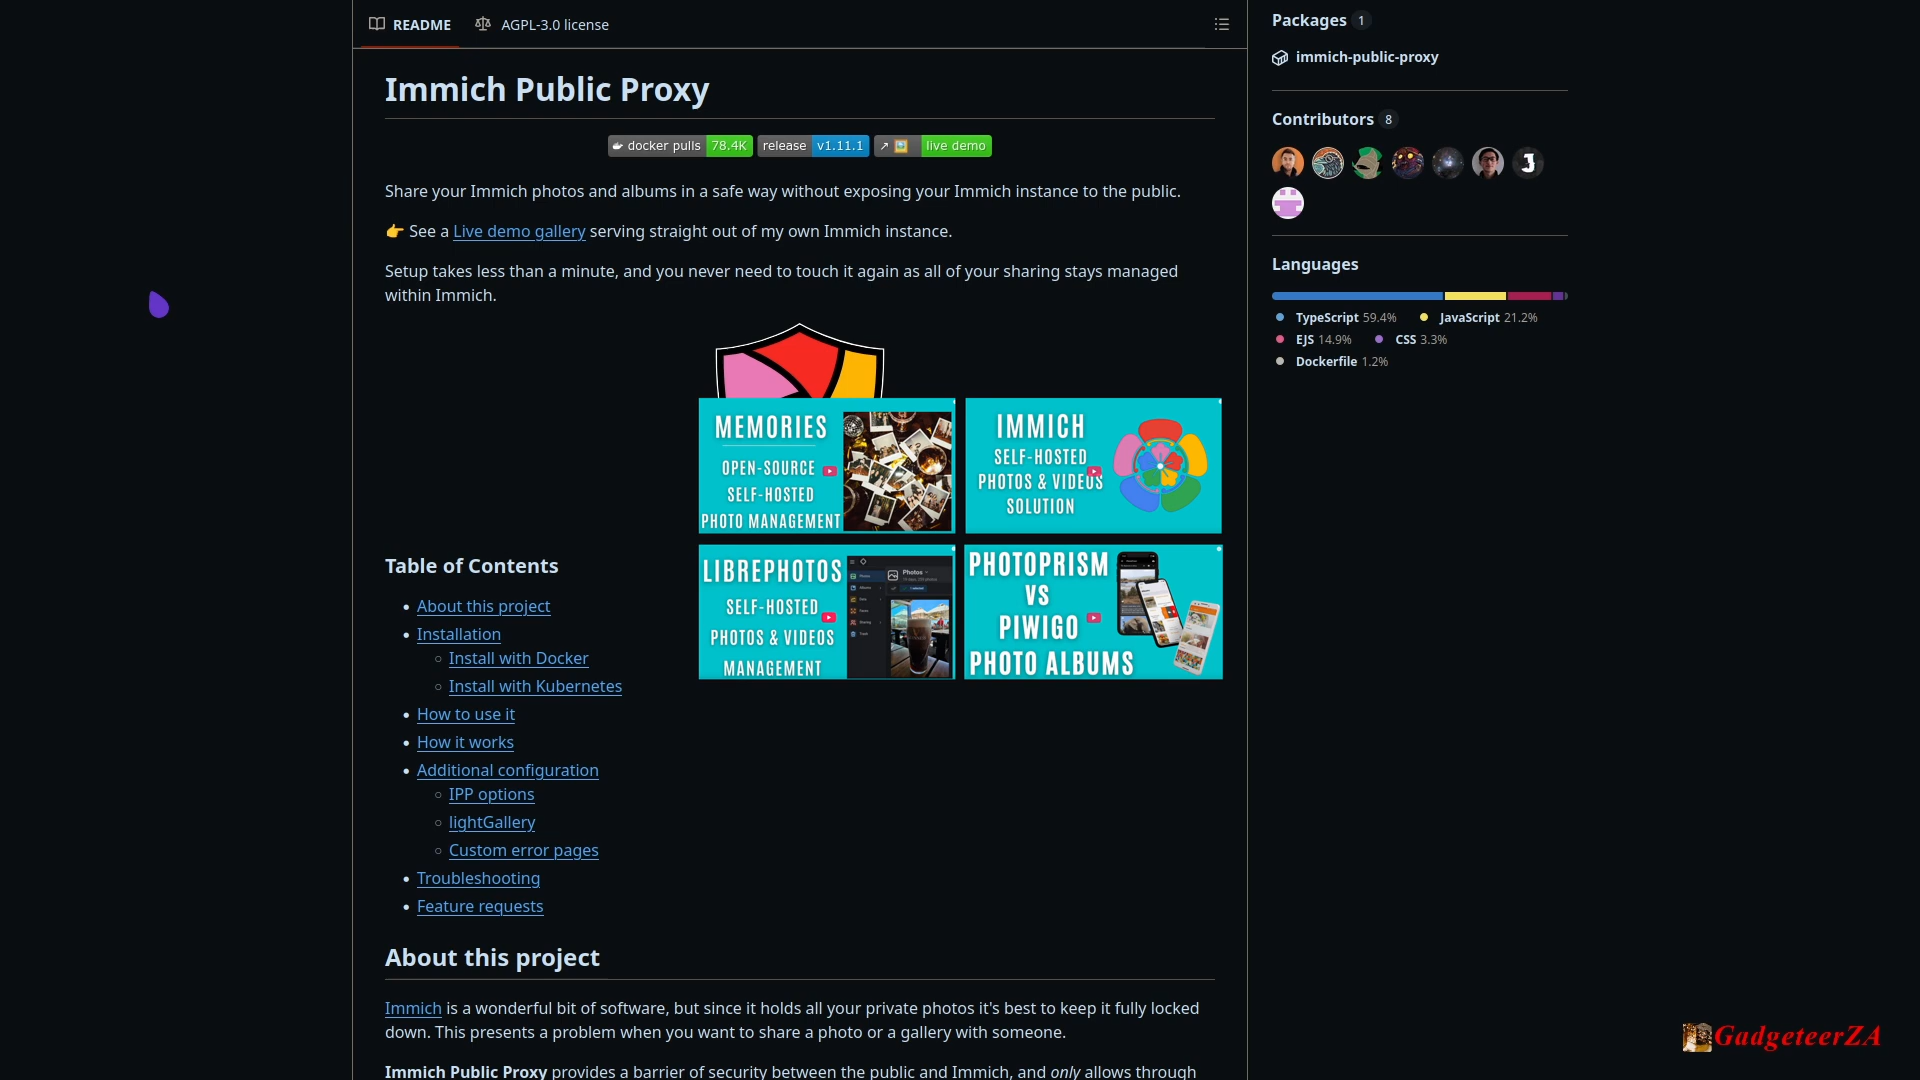 README
AGPL-3.0 license
Immich Public Proxy
docker pulls 78.4K
release v1.11.1
live demo
Share your Immich photos and albums in a safe way without exposing your Immich instance to the public.
See a Live demo gallery serving straight out of my own Immich instance.
Setup takes less than a minute, and you never need to touch it again as all of your sharing stays managed
within Immich.
MEMORIES
OPEN-SOURCE
SELF-HOSTED
PHOTO MANAGEMENT
IMMICH
SELF-HOSTED
PHOTOS & VIDEOS
SOLUTION
LIBREPHOTOS
SELF-HOSTED
PHOTOS & VIDEOS
MANAGEMENT
Photos
PHOTOPRISM
VS
PIWIGO
PHOTO ALBUMS
Table of Contents
About this project
Installation
Install with Docker
Install with Kubernetes
How to use it
How it works
Additional configuration
IPP options
lightGallery
Custom error pages
Troubleshooting
Feature requests
About this project
Immich is a wonderful bit of software, but since it holds all your private photos it's best to keep it fully locked
down. This presents a problem when you want to share a photo or a gallery with someone.
Immich Public Proxy provides a barrier of security between the public and Immich, and only allows through
Packages 1
immich-public-proxy
Contributors 8
Languages
TypeScript 59.4%
JavaScript 21.2%
EJS 14.9%
CSS 3.3%
Dockerfile 1.2%
GadgeteerZA